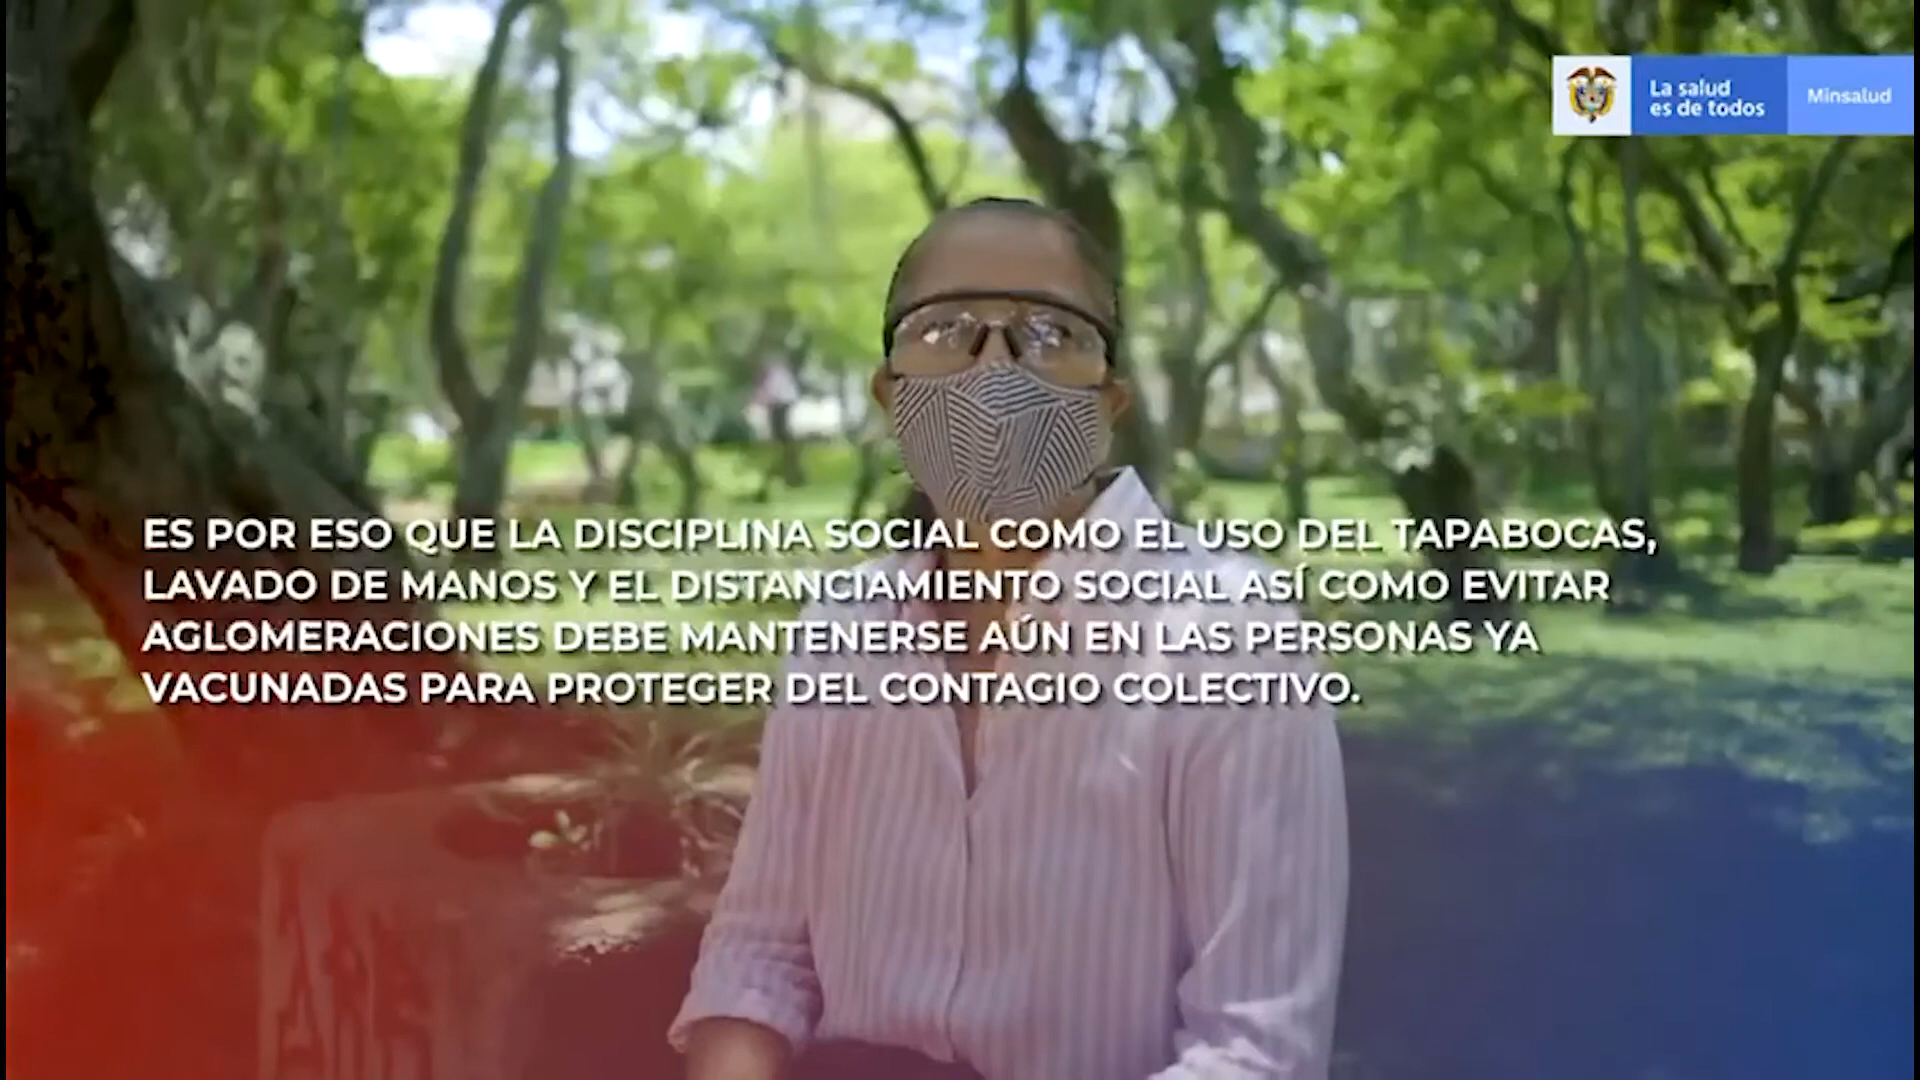 La salud
es de todos
Minsalud
ES POR ESO QUE LA DISCIPLINA SOCIAL COMO EL USO DEL TAPABOCAS,
LAVADO DE MANOS Y EL DISTANCIAMIENTO SOCIAL ASÍ COMO EVITAR
AGLOMERACIONES DEBE MANTENERSE AÚN EN LAS PERSONAS YA
VACUNADAS PARA PROTEGER DEL CONTAGIO COLECTIVO.